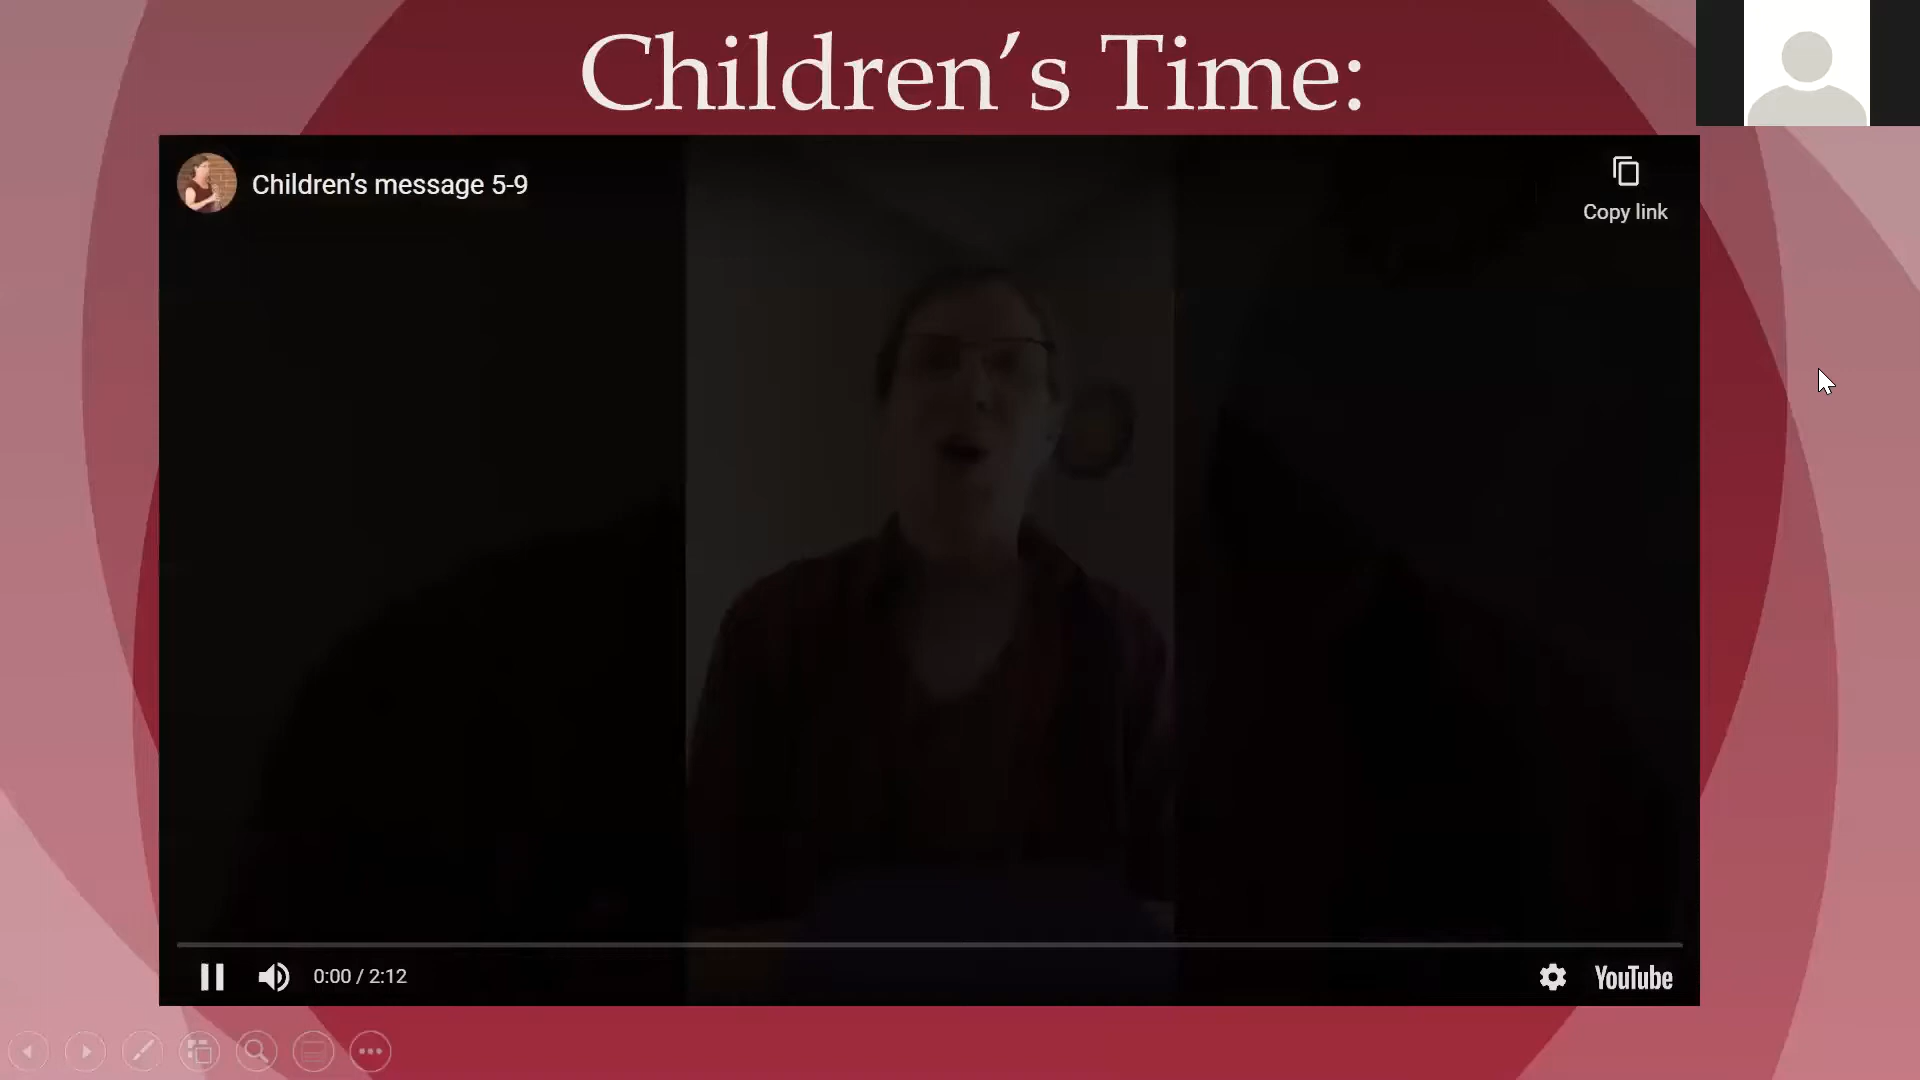 Children’s Time:
Children’s message 5-9
Copy link
0:00 / 2:12
YouTube